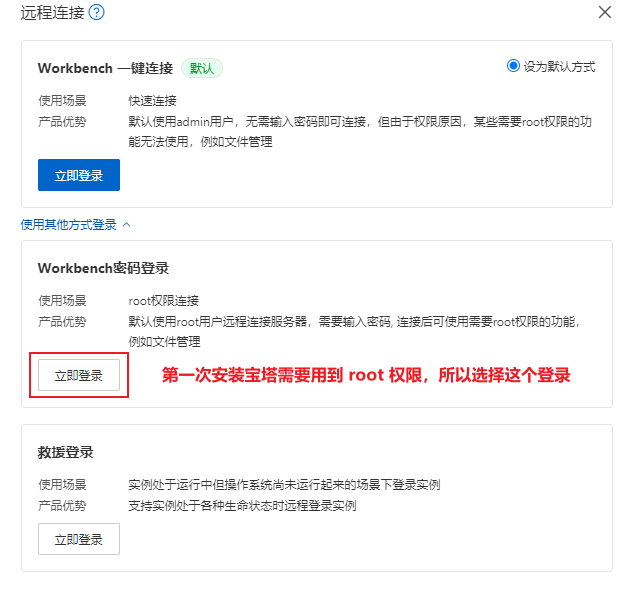 远程连接
Workbench 一键连接 默认 设为默认方式
使用场景 快速连接
产品优势 默认使用admin用户，无需输入密码即可连接，但由于权限原因，某些需要root权限的功
能无法使用，例如文件管理
立即登录
使用其他方式登录
Workbench密码登录
使用场景 root权限连接
产品优势 默认使用root用户远程连接服务器，需要输入密码, 连接后可使用需要root权限的功能，
例如文件管理
立即登录 第一次安装宝塔需要用到 root 权限，所以选择这个登录
救援登录
使用场景 实例处于运行中但操作系统尚未运行起来的场景下登录实例
产品优势 支持实例处于各种生命状态时远程登录实例
立即登录